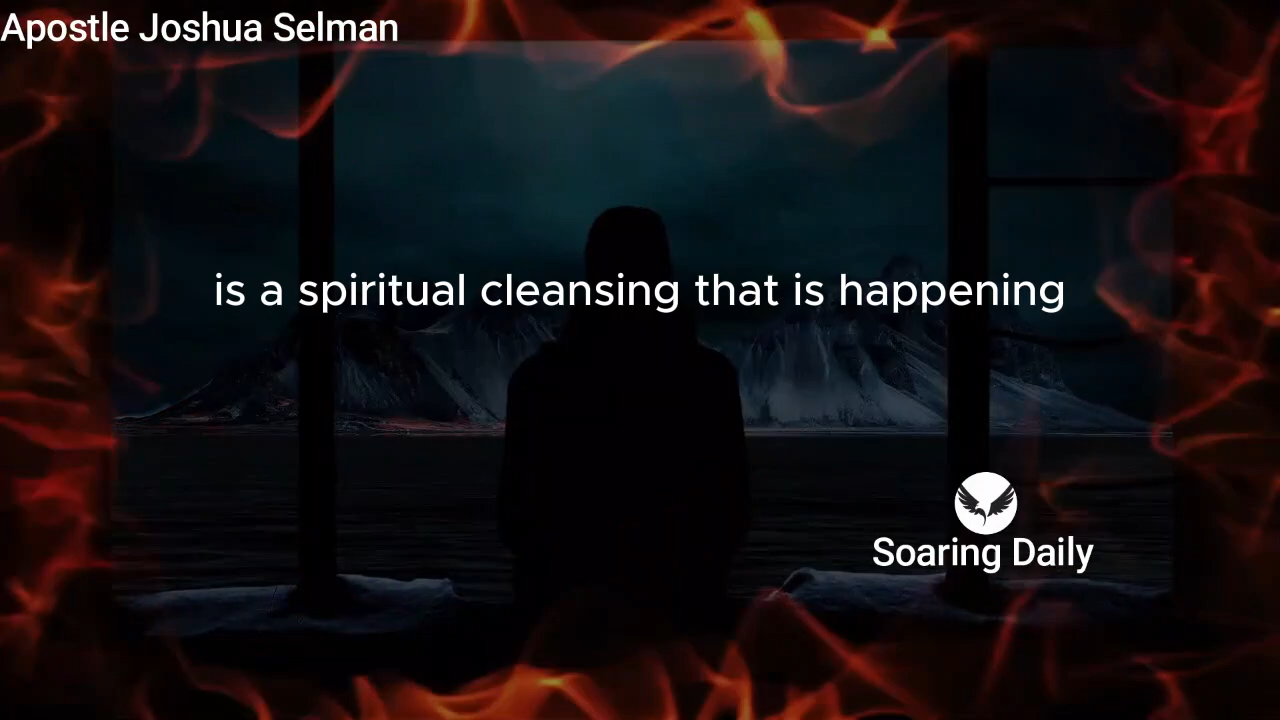 Apostle Joshua Selman
is a spiritual cleansing that is happening
Soaring Daily